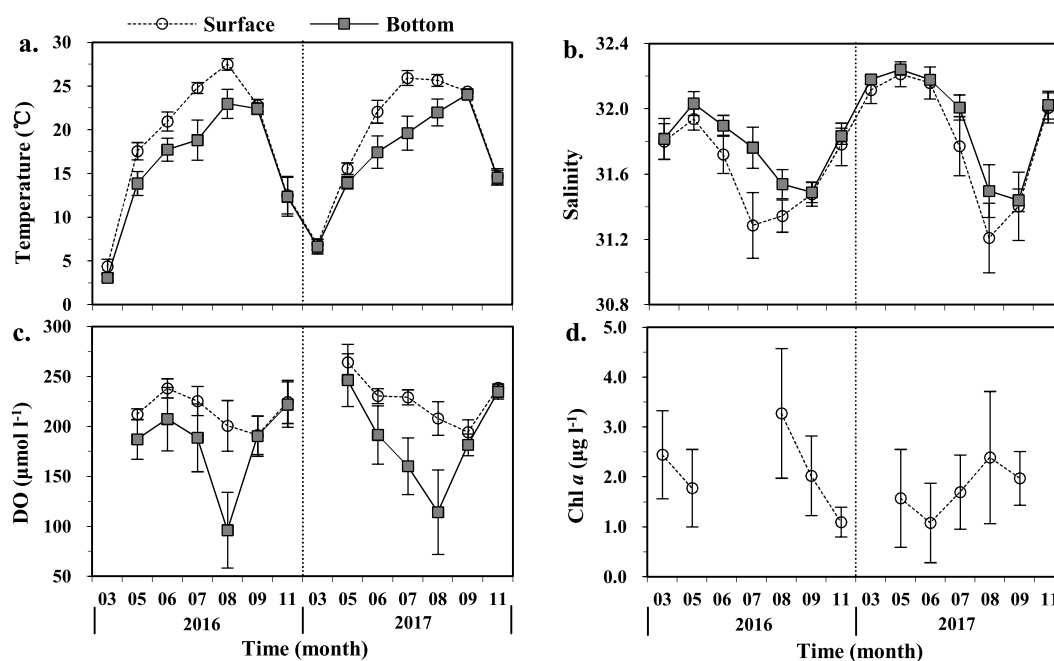 Surface Bottom
a.
30
25
20
15
10
5
0
Temperature (℃)
b.
32.4
32.0
31.6
31.2
30.8
Salinity
c.
300
250
200
150
100
50
DO (μmol l-1)
03 05 06 07 08 09 11 03 05 06 07 08 09 11
2016 2017
Time (month)
d.
5.0
4.0
3.0
2.0
1.0
0.0
Chl a (μg l-1)
03 05 06 07 08 09 11 03 05 06 07 08 09 11
2016 2017
Time (month)